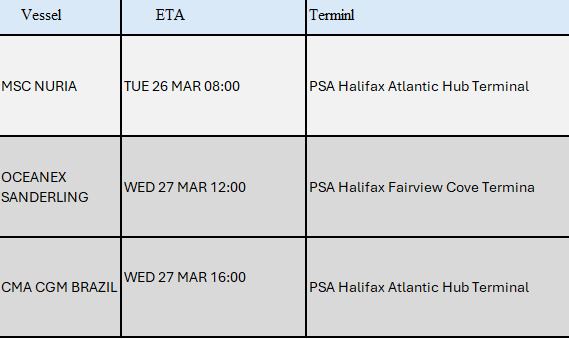 Vessel ETA Terminl
MSC NURIA TUE 26 MAR 08:00 PSA Halifax Atlantic Hub Terminal
OCEANEX
SANDERLING WED 27 MAR 12:00 PSA Halifax Fairview Cove Termina
CMA CGM BRAZIL WED 27 MAR 16:00 PSA Halifax Atlantic Hub Terminal